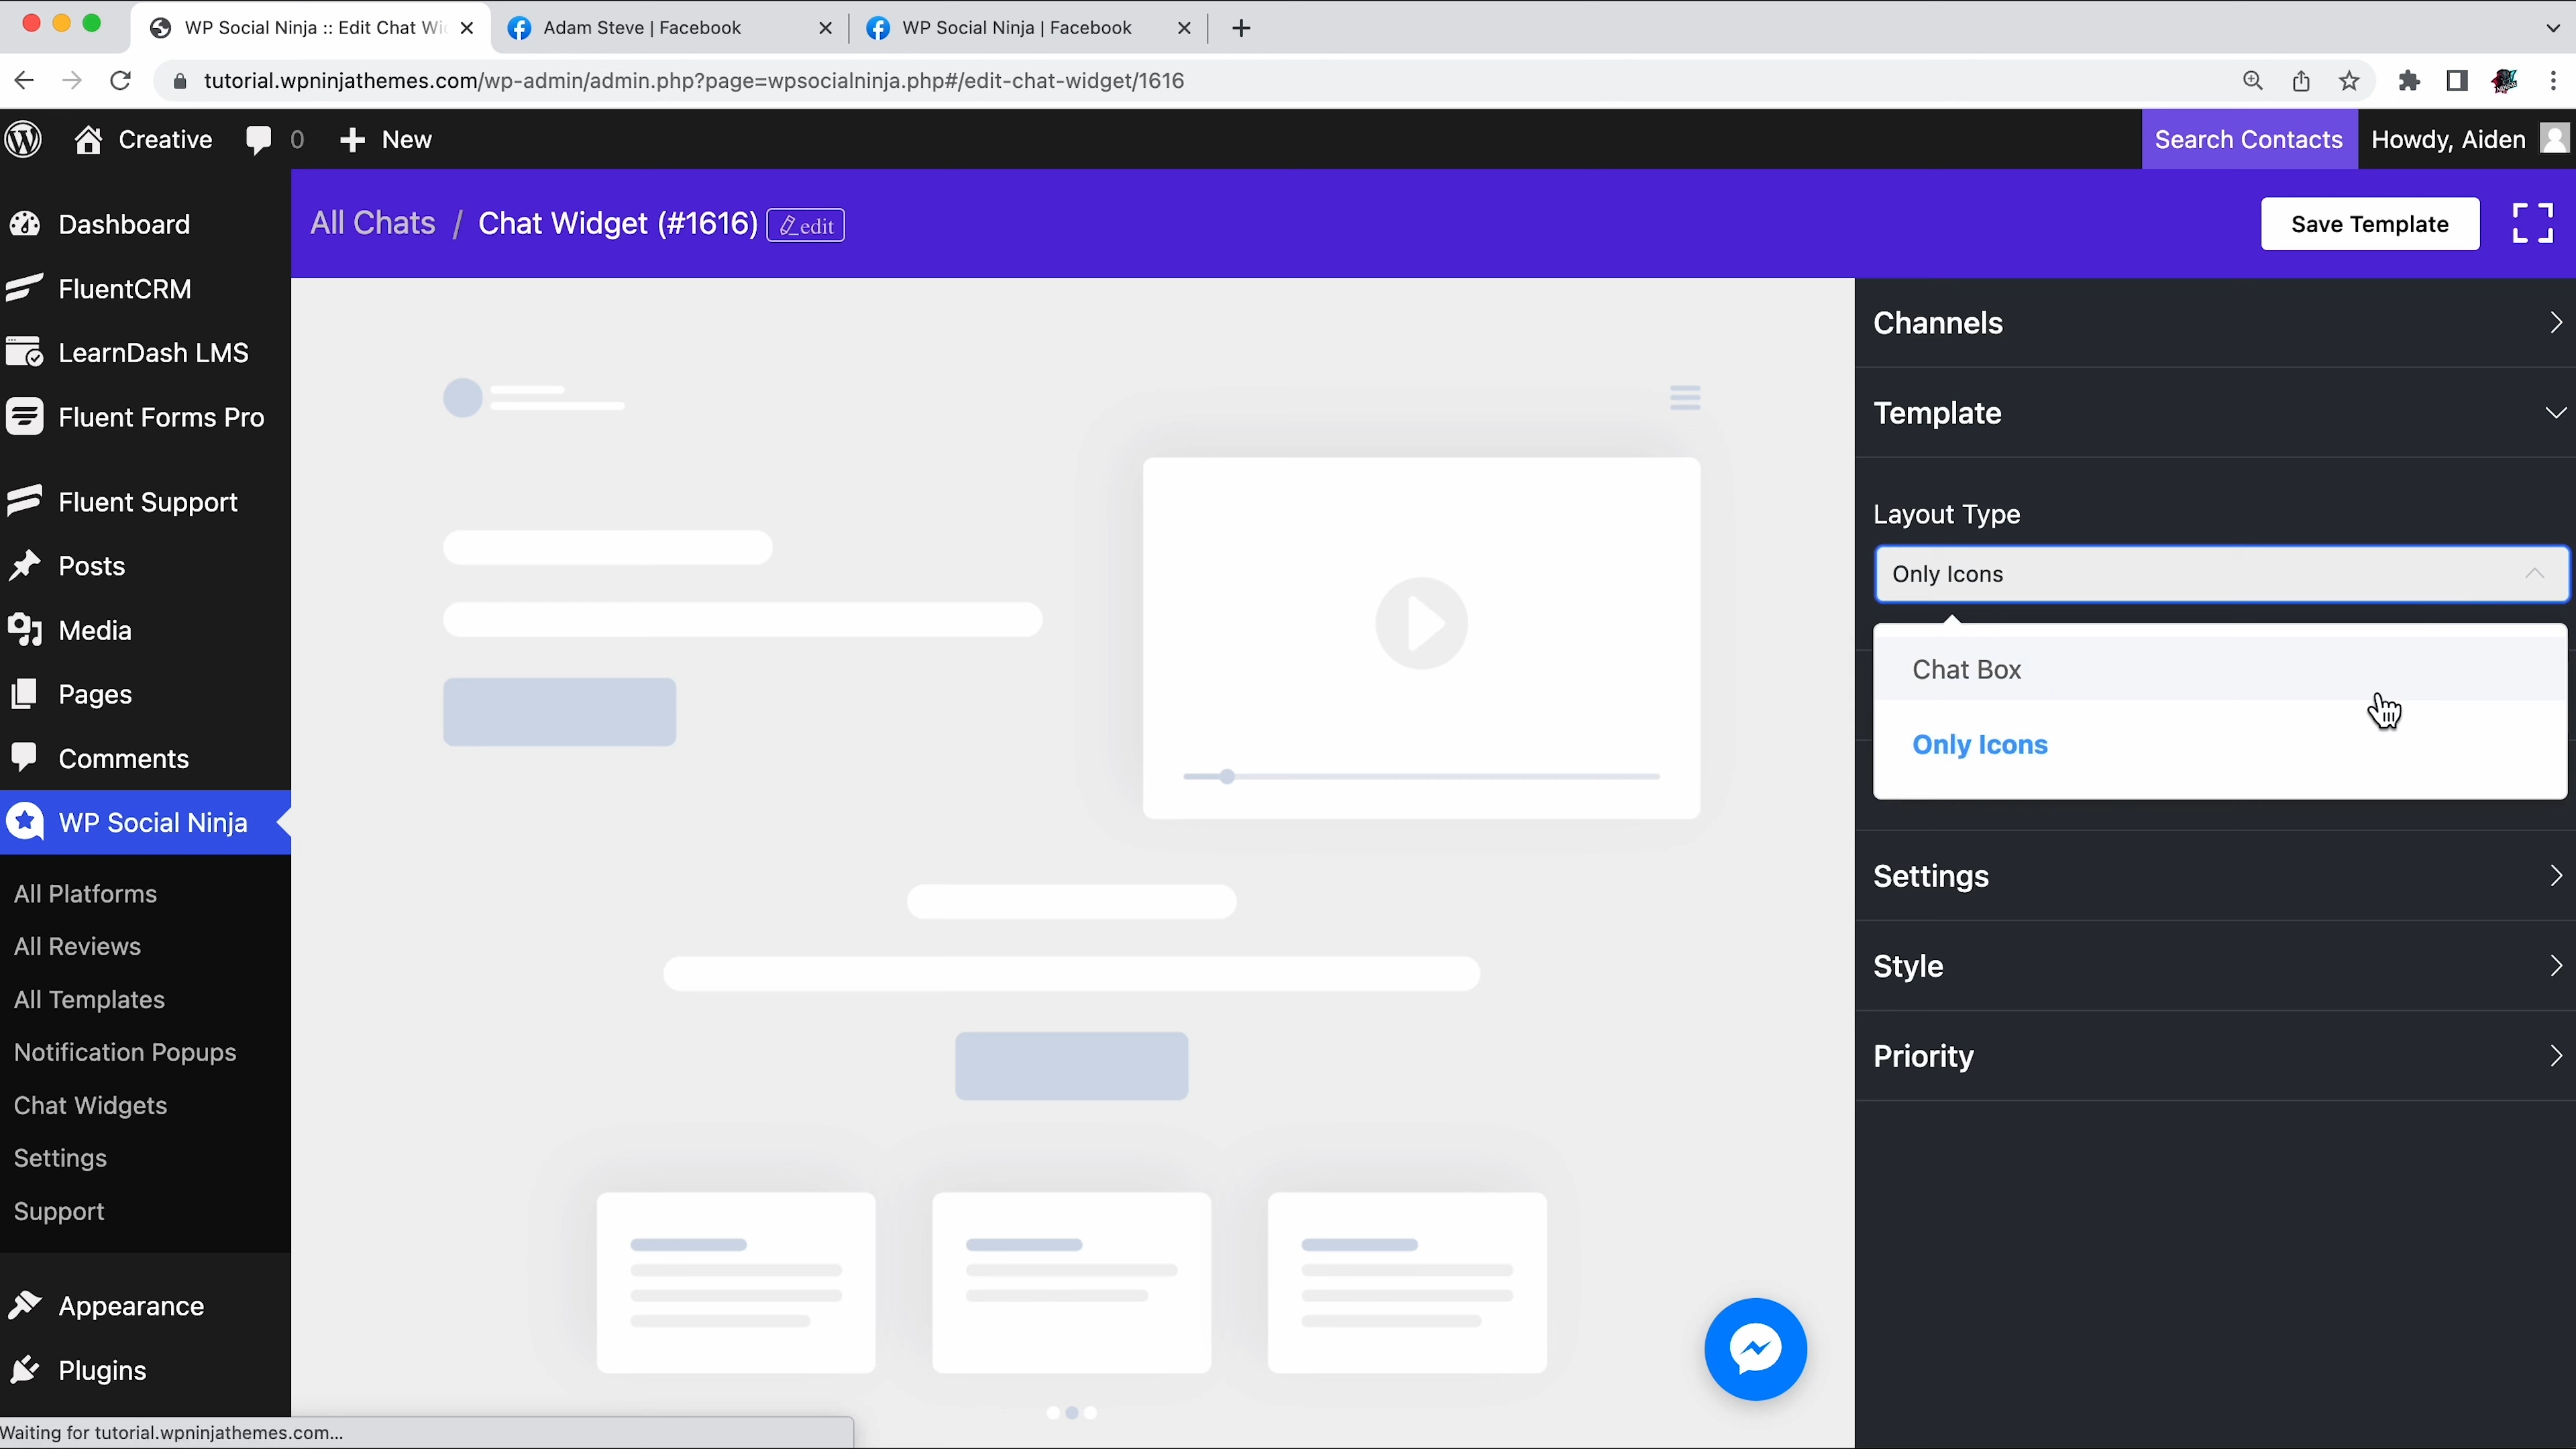 WP Social Ninja :: Edit Chat Wi
Adam Steve | Facebook
WP Social Ninja | Facebook
tutorial.wpninjathemes.com/wp-admin/admin.php?page=wpsocialninja.php#/edit-chat-widget/1616
Creative
0
New
Search Contacts
Howdy, Aiden
Dashboard
FluentCRM
LearnDash LMS
Fluent Forms Pro
Fluent Support
Posts
Media
Pages
Comments
WP Social Ninja
All Platforms
All Reviews
All Templates
Notification Popups
Chat Widgets
Settings
Support
Appearance
Plugins
All Chats / Chat Widget (#1616) edit
Save Template
Channels
Template
Layout Type
Only Icons
Chat Box
Only Icons
Settings
Style
Priority
Waiting for tutorial.wpninjathemes.com...